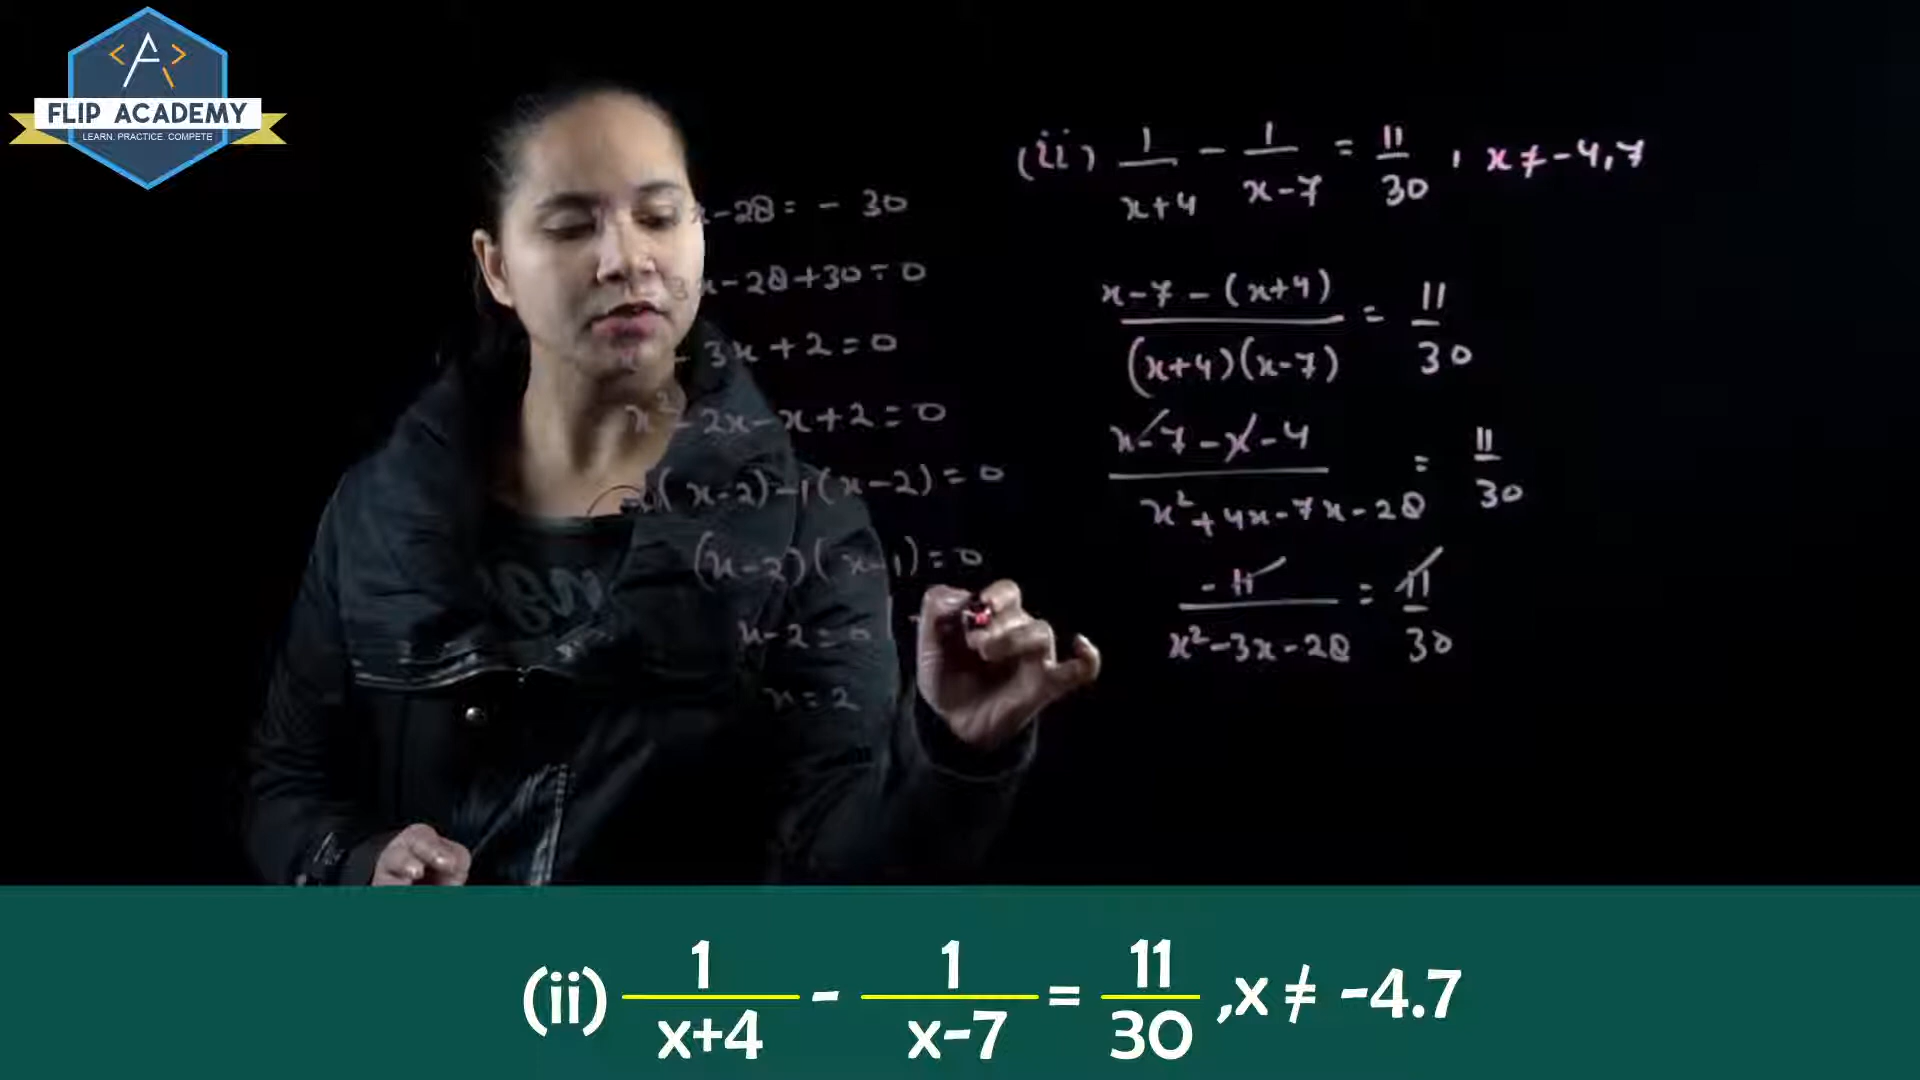 FLIP ACADEMY
LEARN. PRACTICE. COMPETE
(ii) 1/x+4 - 1/x-7 = 11/30 , x ≠ -4,7
x-7-(x+4)/(x+4)(x-7) = 11/30
x-7-x-4/x²+4x-7x-28 = 11/30
-11/x²-3x-28 = 11/30
x-28= - 30
3x-28+30=0
- 3x+2=0
x²-2x-x+2=0
(x-2)-1(x-2)=0
(x-2)(x-1)=0
x-2=0
x=2
(ii) 1/x+4 - 1/x-7 = 11/30 ,x ≠ -4.7